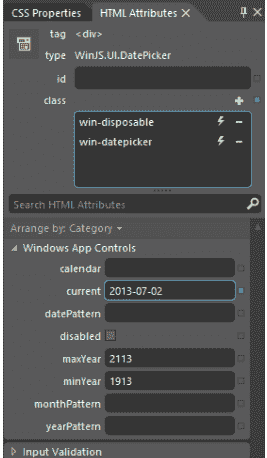 CSS Properties HTML Attributes
tag <div>
type WinJS.UI.DatePicker
id
class
win-disposable
win-datepicker
Search HTML Attributes
Arrange by: Category
Windows App Controls
calendar
current 2013-07-02
datePattern
disabled
maxYear 2113
minYear 1913
monthPattern
yearPattern
Input Validation